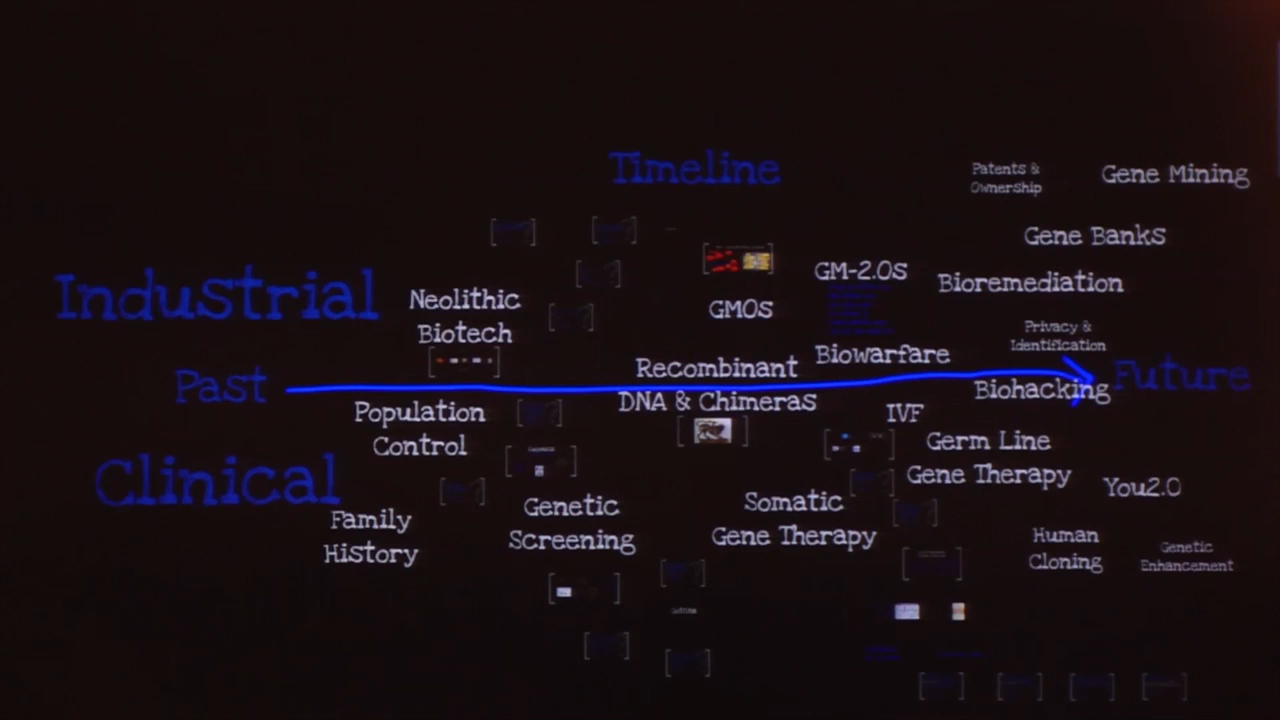 Timeline
Patents &
Ownership
Gene Mining
Gene Banks
Industrial
Neolithic
Biotech
GMOs
GM-2.0s
Bioremediation
Privacy &
Identification
Biowarfare
Recombinant
DNA & Chimeras
Past
Future
Biohacking
Population
Control
IVF
Germ Line
Gene Therapy
You2.0
Clinical
Family
History
Genetic
Screening
Somatic
Gene Therapy
Human
Cloning
Genetic
Enhancement